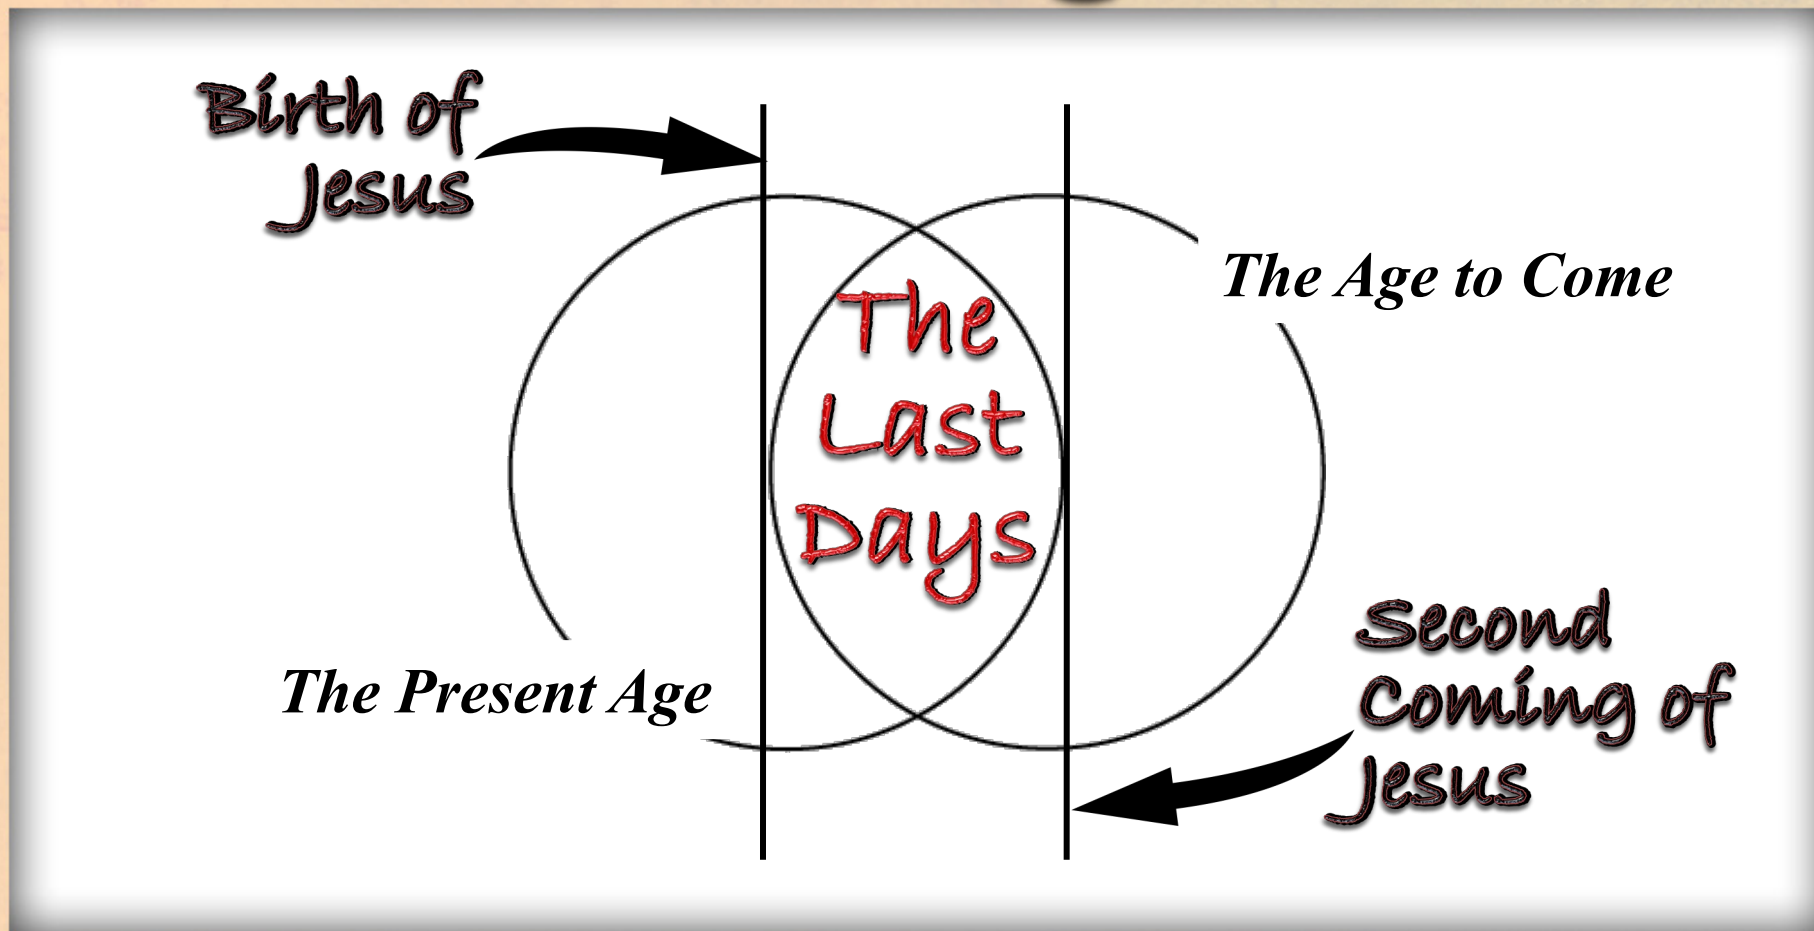 Birth of
Jesus
The Age to Come
The
Last
Days
The Present Age
Second
Coming of
Jesus